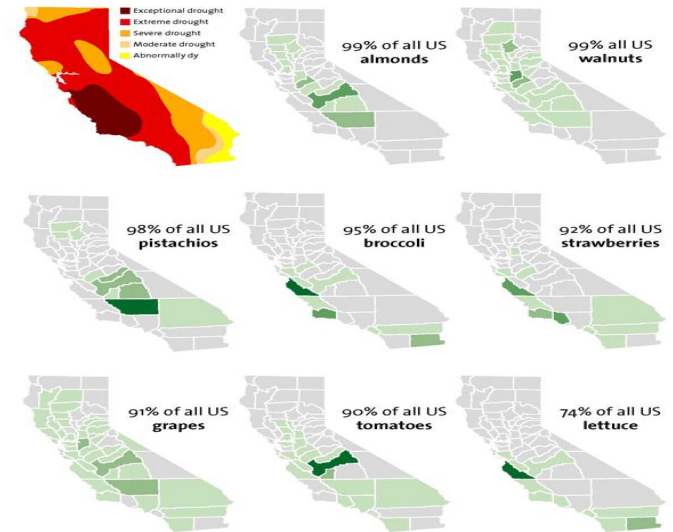 Exceptional drought
Extreme drought
Severe drought
Moderate drought
Abnormally dy
99% of all US
almonds
99% of all US
walnuts
98% of all US
pistachios
95% of all US
broccoli
92% of all US
strawberries
91% of all US
grapes
90% of all US
tomatoes
74% of all US
lettuce